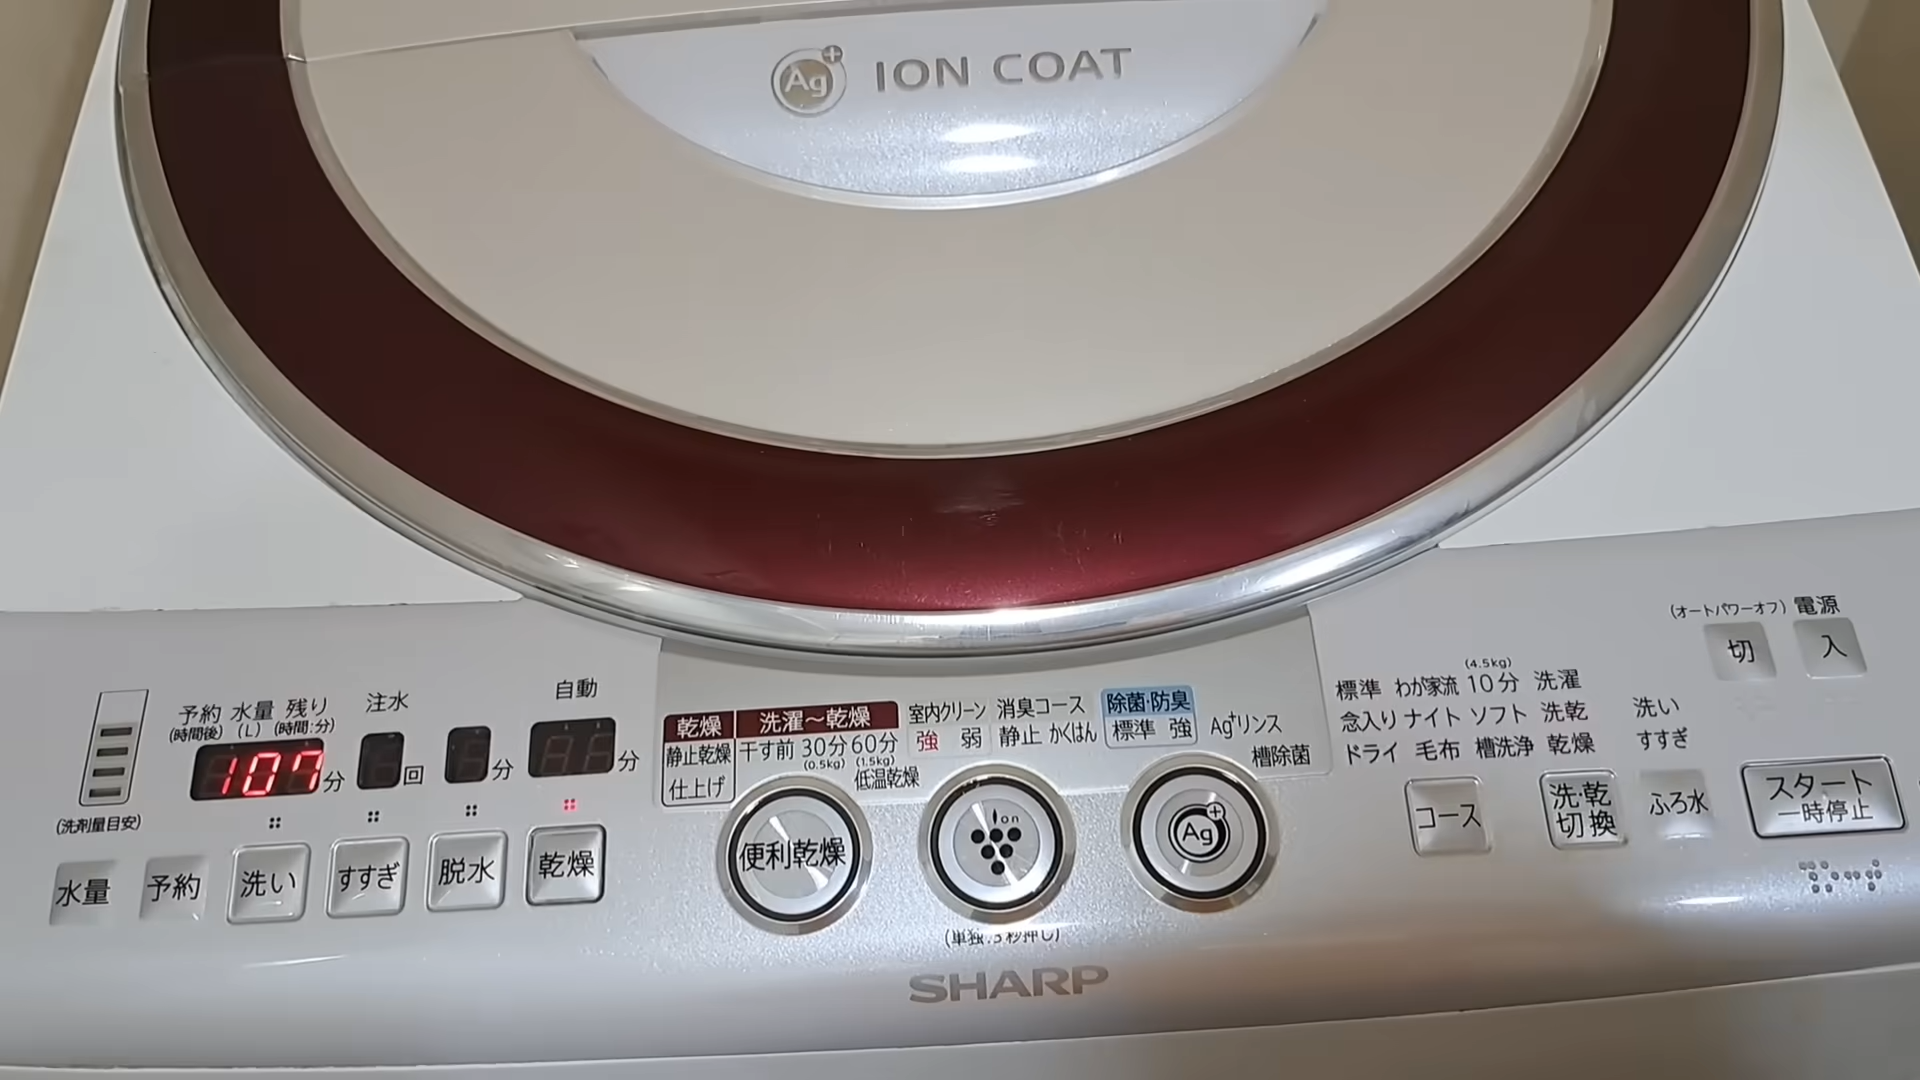 Ag+ ION COAT
(オートパワーオフ) 電源
切 入
予約 水量 残り 注水 自動
(時間後) (L) (時間:分)
107分 回 分 分
(洗剤量目安)
水量 予約 洗い すすぎ 脱水 乾燥
乾燥 洗濯~乾燥 室内クリーン 消臭コース 除菌・防臭
静止乾燥 干す前 30分 60分 強 弱 静止 かくはん 標準 強 Ag+リンス
(0.5kg) (1.5kg)
仕上げ 低温乾燥 槽除菌
便利乾燥 Ion Ag+
(単独:3秒押し)
(4.5kg)
標準 わが家流 10分 洗濯
念入り ナイト ソフト 洗乾 洗い
ドライ 毛布 槽洗浄 乾燥 すすぎ
コース 洗・乾 ふろ水 スタート
切換 一時停止
SHARP